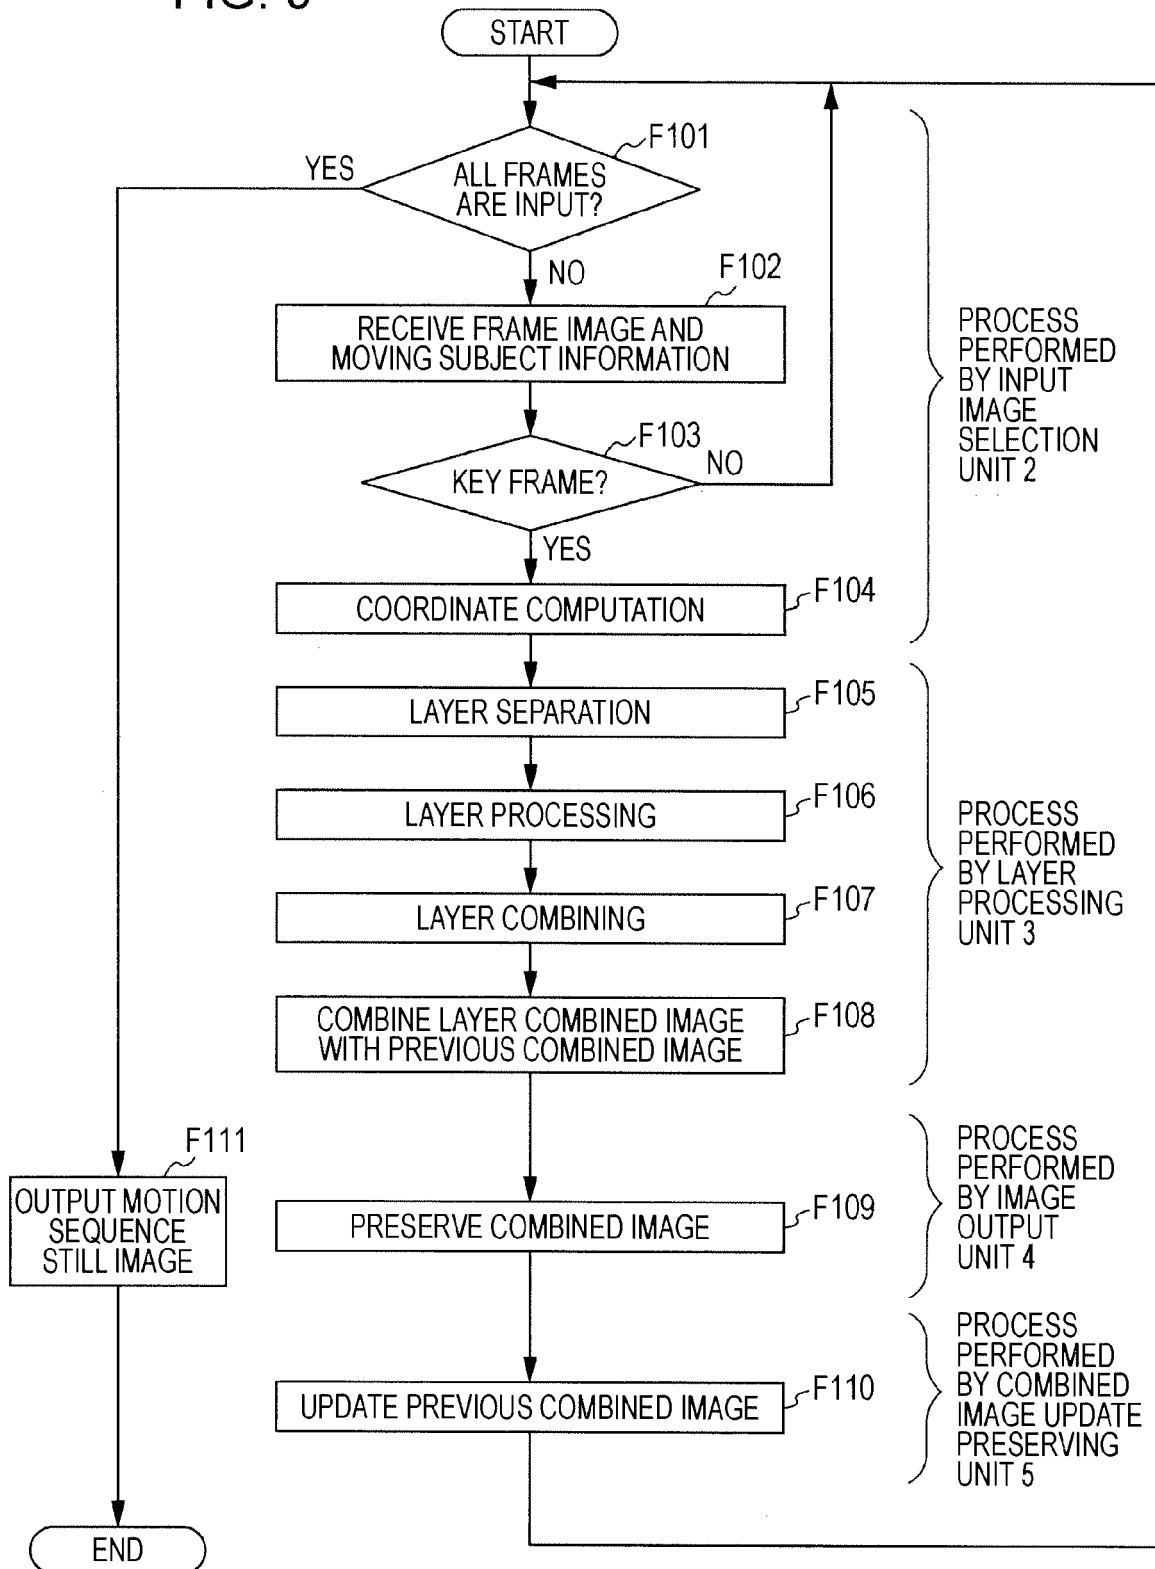 START
F101
YES
ALL FRAMES
ARE INPUT?
NO
F102
RECEIVE FRAME IMAGE AND
MOVING SUBJECT INFORMATION
F103
NO
KEY FRAME?
YES
F104
COORDINATE COMPUTATION
PROCESS
PERFORMED
BY INPUT
IMAGE
SELECTION
UNIT 2
F105
LAYER SEPARATION
F106
LAYER PROCESSING
F107
LAYER COMBINING
F108
COMBINE LAYER COMBINED IMAGE
WITH PREVIOUS COMBINED IMAGE
PROCESS
PERFORMED
BY LAYER
PROCESSING
UNIT 3
F111
OUTPUT MOTION
SEQUENCE
STILL IMAGE
F109
PRESERVE COMBINED IMAGE
PROCESS
PERFORMED
BY IMAGE
OUTPUT
UNIT 4
F110
UPDATE PREVIOUS COMBINED IMAGE
PROCESS
PERFORMED
BY COMBINED
IMAGE UPDATE
PRESERVING
UNIT 5
END